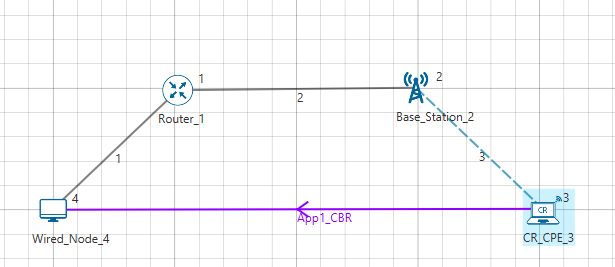 1
Router_1
2
2
Base_Station_2
1
3
4
App1_CBR
3
CR
Wired_Node_4
CR_CPE_3